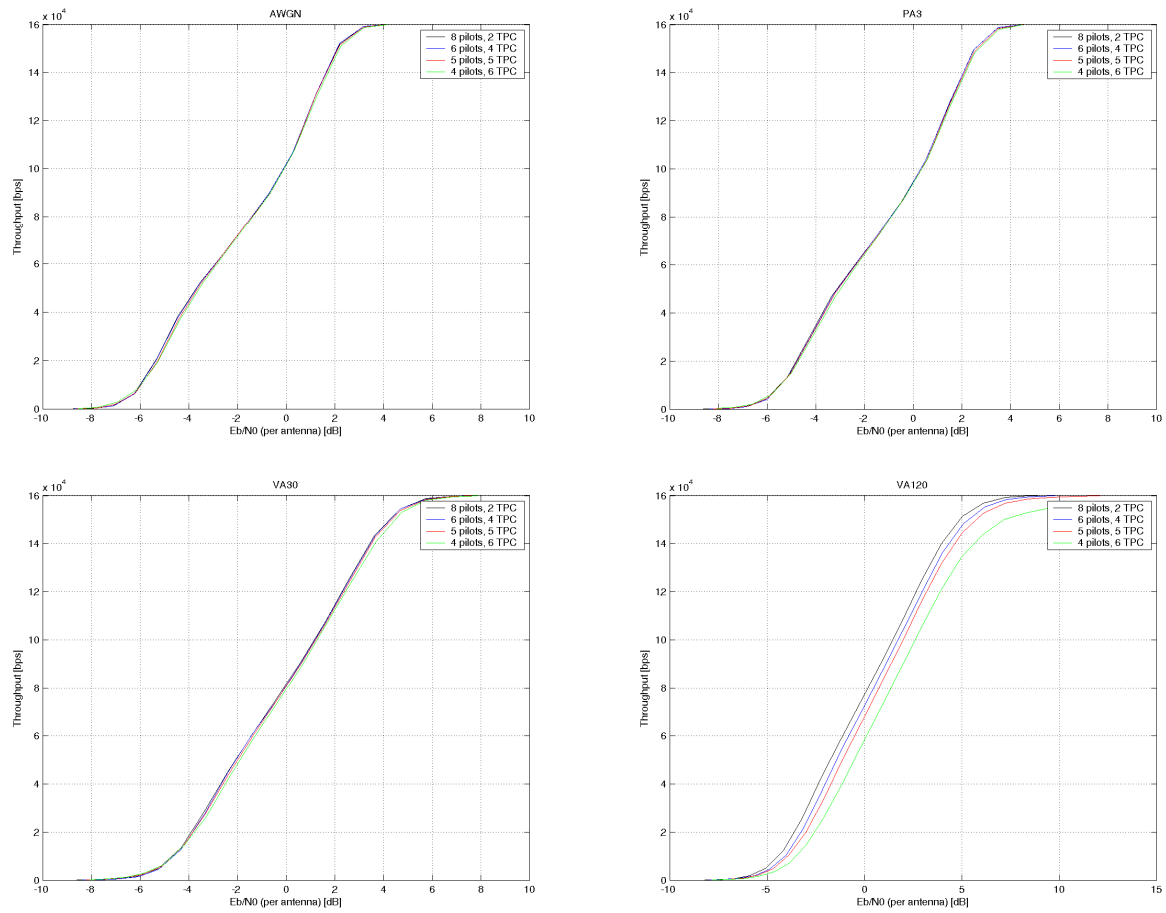 AWGN
x 10⁴
16
14
12
10
8
6
4
2
0
Throughput [bps]
-10 -8 -6 -4 -2 0 2 4 6 8 10
Eb/N0 (per antenna) [dB]
8 pilots, 2 TPC
6 pilots, 4 TPC
5 pilots, 5 TPC
4 pilots, 6 TPC
PA3
x 10⁴
16
14
12
10
8
6
4
2
0
Throughput [bps]
-10 -8 -6 -4 -2 0 2 4 6 8 10
Eb/N0 (per antenna) [dB]
8 pilots, 2 TPC
6 pilots, 4 TPC
5 pilots, 5 TPC
4 pilots, 6 TPC
VA30
x 10⁴
16
14
12
10
8
6
4
2
0
Throughput [bps]
-10 -8 -6 -4 -2 0 2 4 6 8 10
Eb/N0 (per antenna) [dB]
8 pilots, 2 TPC
6 pilots, 4 TPC
5 pilots, 5 TPC
4 pilots, 6 TPC
VA120
x 10⁴
16
14
12
10
8
6
4
2
0
Throughput [bps]
-10 -5 0 5 10 15
Eb/N0 (per antenna) [dB]
8 pilots, 2 TPC
6 pilots, 4 TPC
5 pilots, 5 TPC
4 pilots, 6 TPC